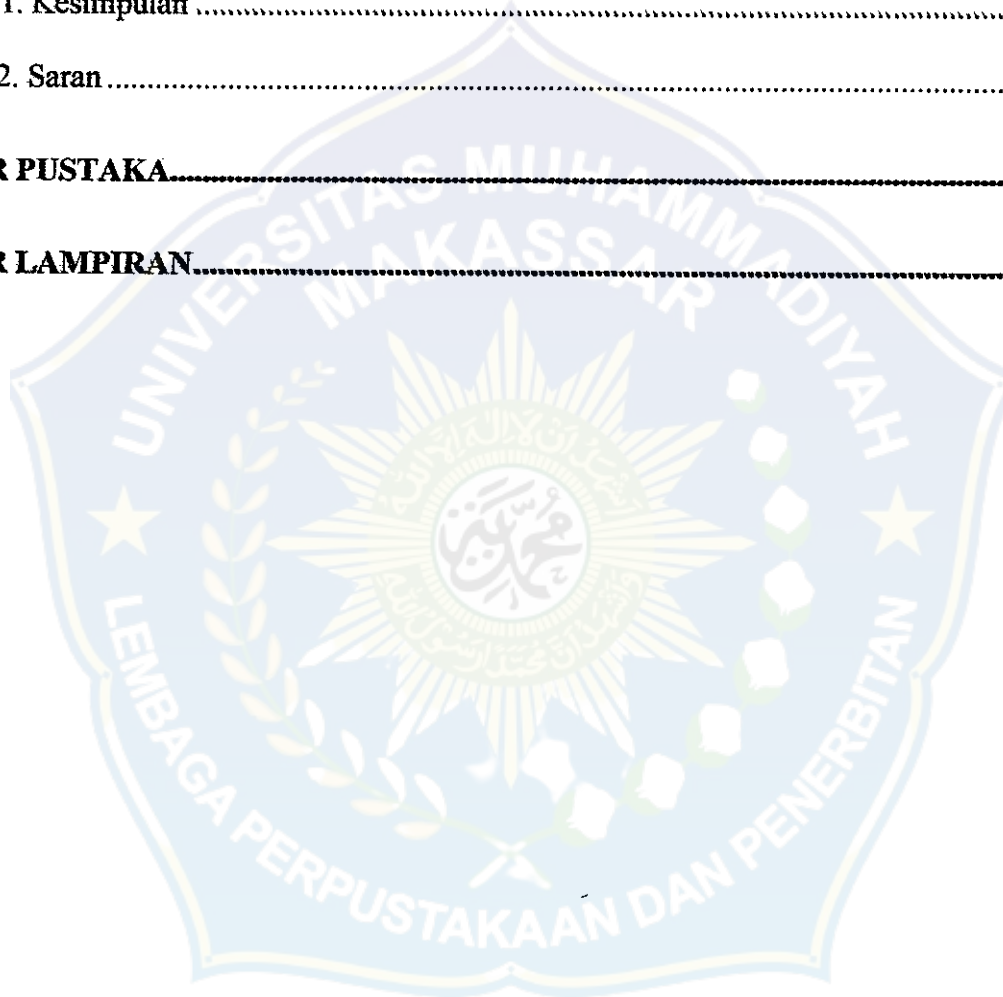 1. Kesimpulan
2. Saran
R PUSTAKA
R LAMPIRAN
UNIVERSITAS MUHAMMADIYAH
MAKASSAR
LEMBAGA PERPUSTAKAAN DAN PENERBITAN